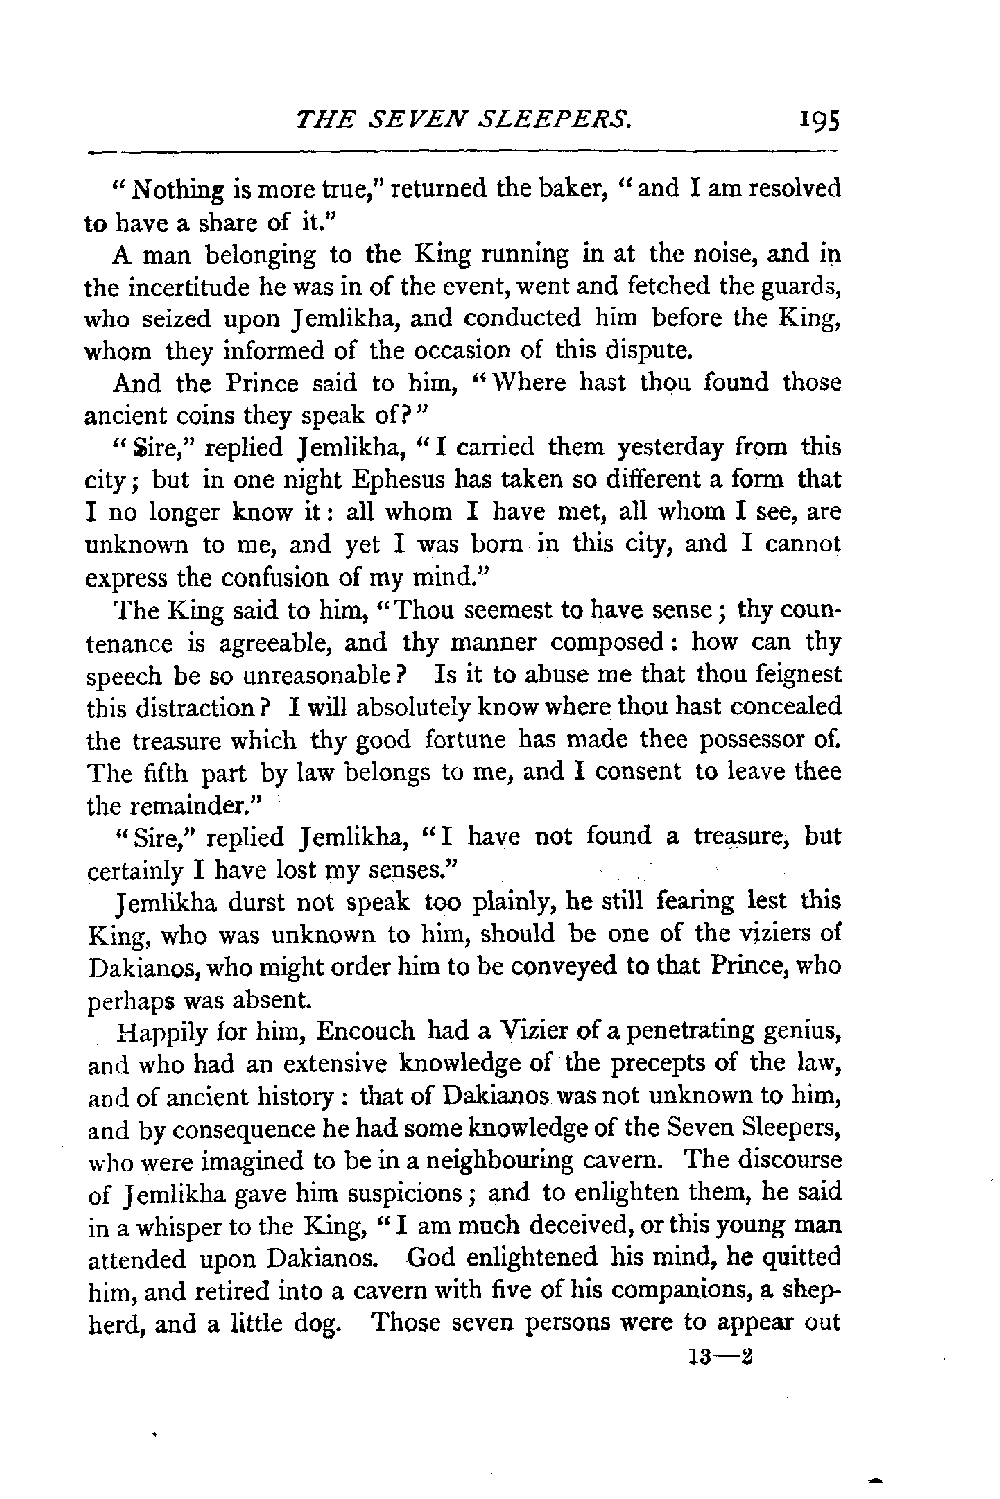 THE SEVEN SLEEPERS. 195
"Nothing is more true," returned the baker, "and I am resolved
to have a share of it."
A man belonging to the King running in at the noise, and in
the incertitude he was in of the event, went and fetched the guards,
who seized upon Jemlikha, and conducted him before the King,
whom they informed of the occasion of this dispute.
And the Prince said to him, "Where hast thou found those
ancient coins they speak of?"
"Sire," replied Jemlikha, "I carried them yesterday from this
city; but in one night Ephesus has taken so different a form that
I no longer know it: all whom I have met, all whom I see, are
unknown to me, and yet I was born in this city, and I cannot
express the confusion of my mind."
The King said to him, "Thou seemest to have sense; thy coun-
tenance is agreeable, and thy manner composed: how can thy
speech be so unreasonable? Is it to abuse me that thou feignest
this distraction? I will absolutely know where thou hast concealed
the treasure which thy good fortune has made thee possessor of.
The fifth part by law belongs to me, and I consent to leave thee
the remainder."
"Sire," replied Jemlikha, "I have not found a treasure, but
certainly I have lost my senses."
Jemlikha durst not speak too plainly, he still fearing lest this
King, who was unknown to him, should be one of the viziers of
Dakianos, who might order him to be conveyed to that Prince, who
perhaps was absent.
Happily for him, Encouch had a Vizier of a penetrating genius,
and who had an extensive knowledge of the precepts of the law,
and of ancient history: that of Dakianos was not unknown to him,
and by consequence he had some knowledge of the Seven Sleepers,
who were imagined to be in a neighbouring cavern. The discourse
of Jemlikha gave him suspicions; and to enlighten them, he said
in a whisper to the King, "I am much deceived, or this young man
attended upon Dakianos. God enlightened his mind, he quitted
him, and retired into a cavern with five of his companions, a shep-
herd, and a little dog. Those seven persons were to appear out
13—2